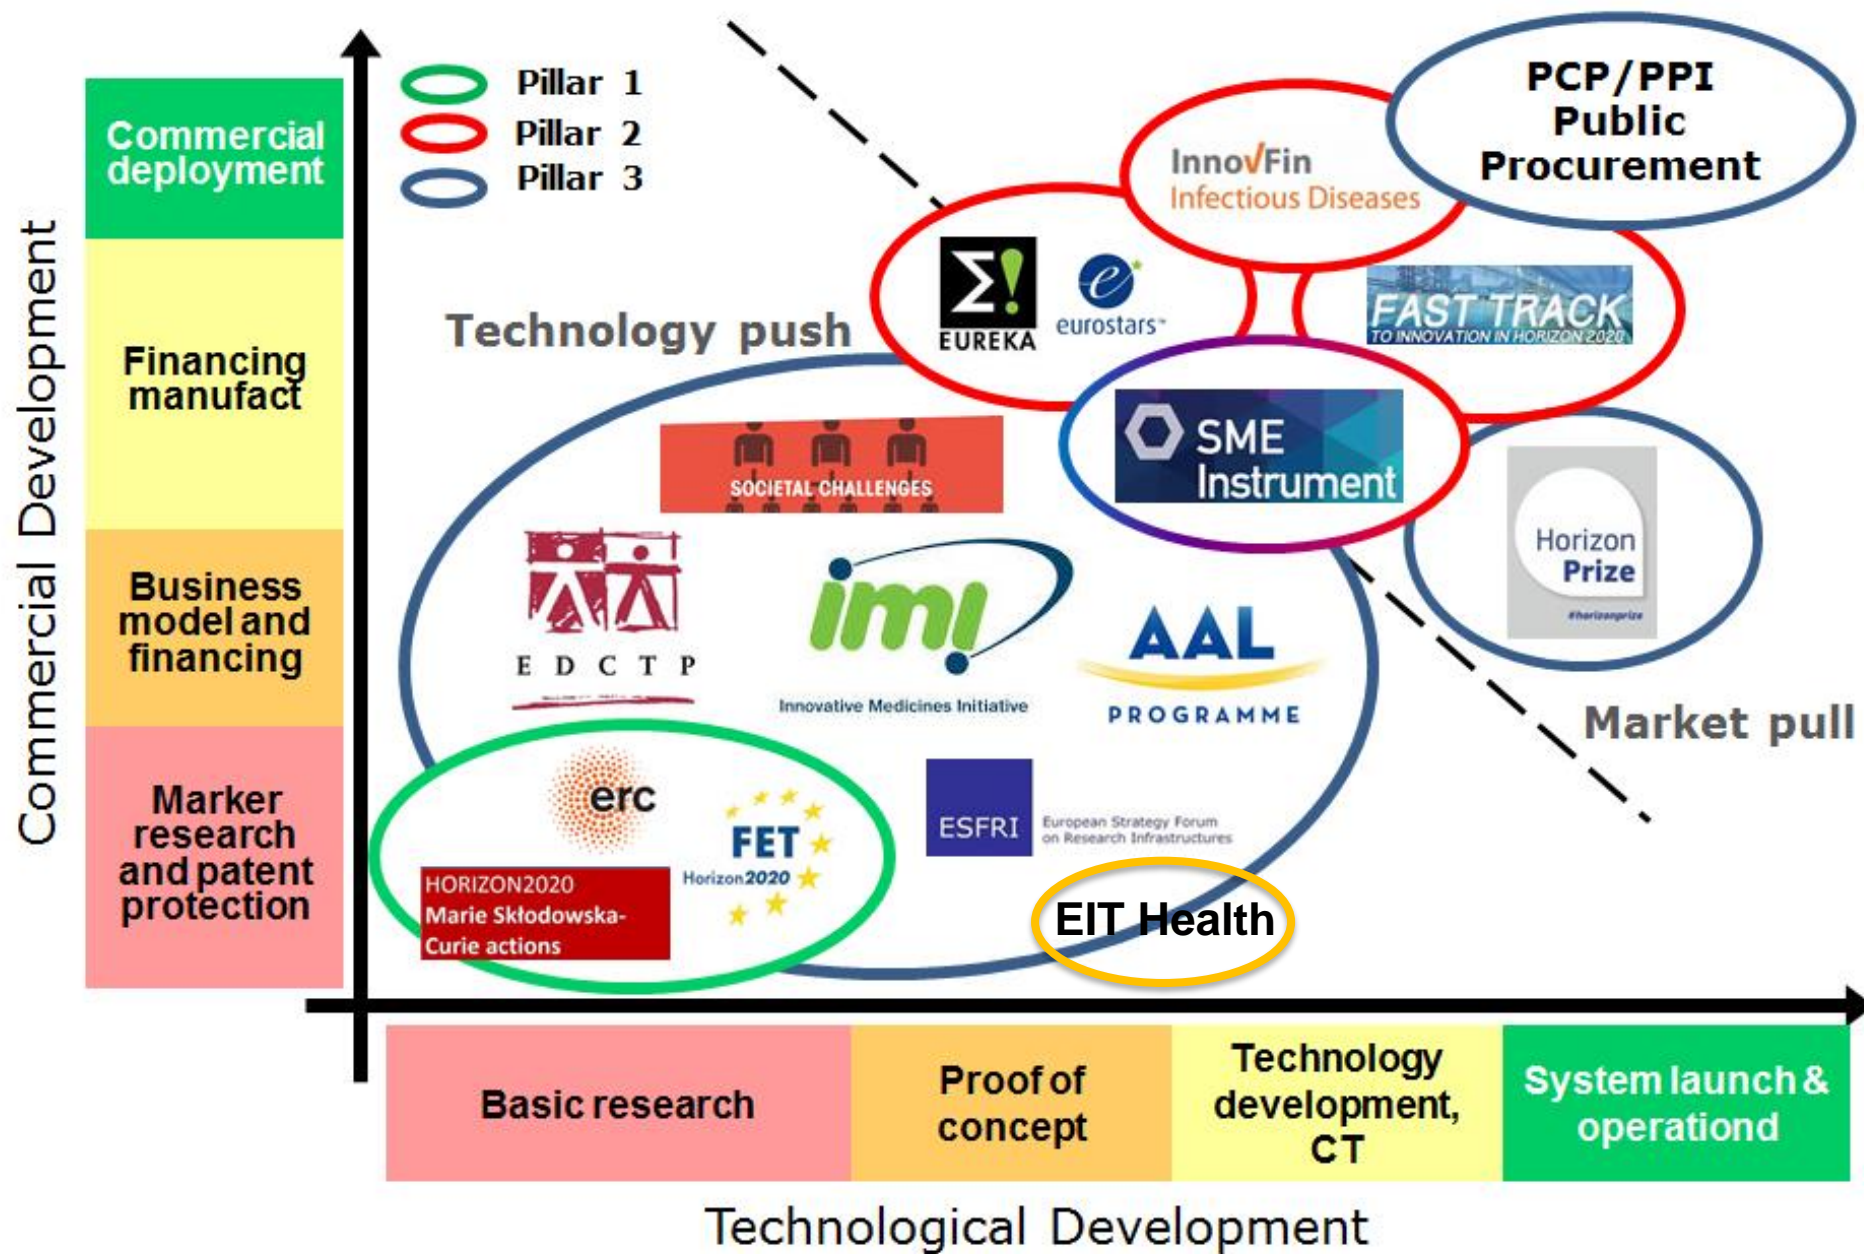 Pillar 1
Pillar 2
Pillar 3
Commercial Development
Commercial
deployment
Financing
manufact
Business
model and
financing
Marker
research
and patent
protection
PCP/PPI
Public
Procurement
InnovFin
Infectious Diseases
Σ!
EUREKA
e
eurostars™
FAST TRACK
TO INNOVATION IN HORIZON 2020
Technology push
SME
Instrument
SOCIETAL CHALLENGES
Horizon
Prize
#horizonprize
EDCTP
imi
Innovative Medicines Initiative
AAL
PROGRAMME
Market pull
erc
FET
Horizon2020
HORIZON2020
Marie Skłodowska-
Curie actions
ESFRI
European Strategy Forum
on Research Infrastructures
EIT Health
Basic research
Proof of
concept
Technology
development,
CT
System launch &
operationd
Technological Development